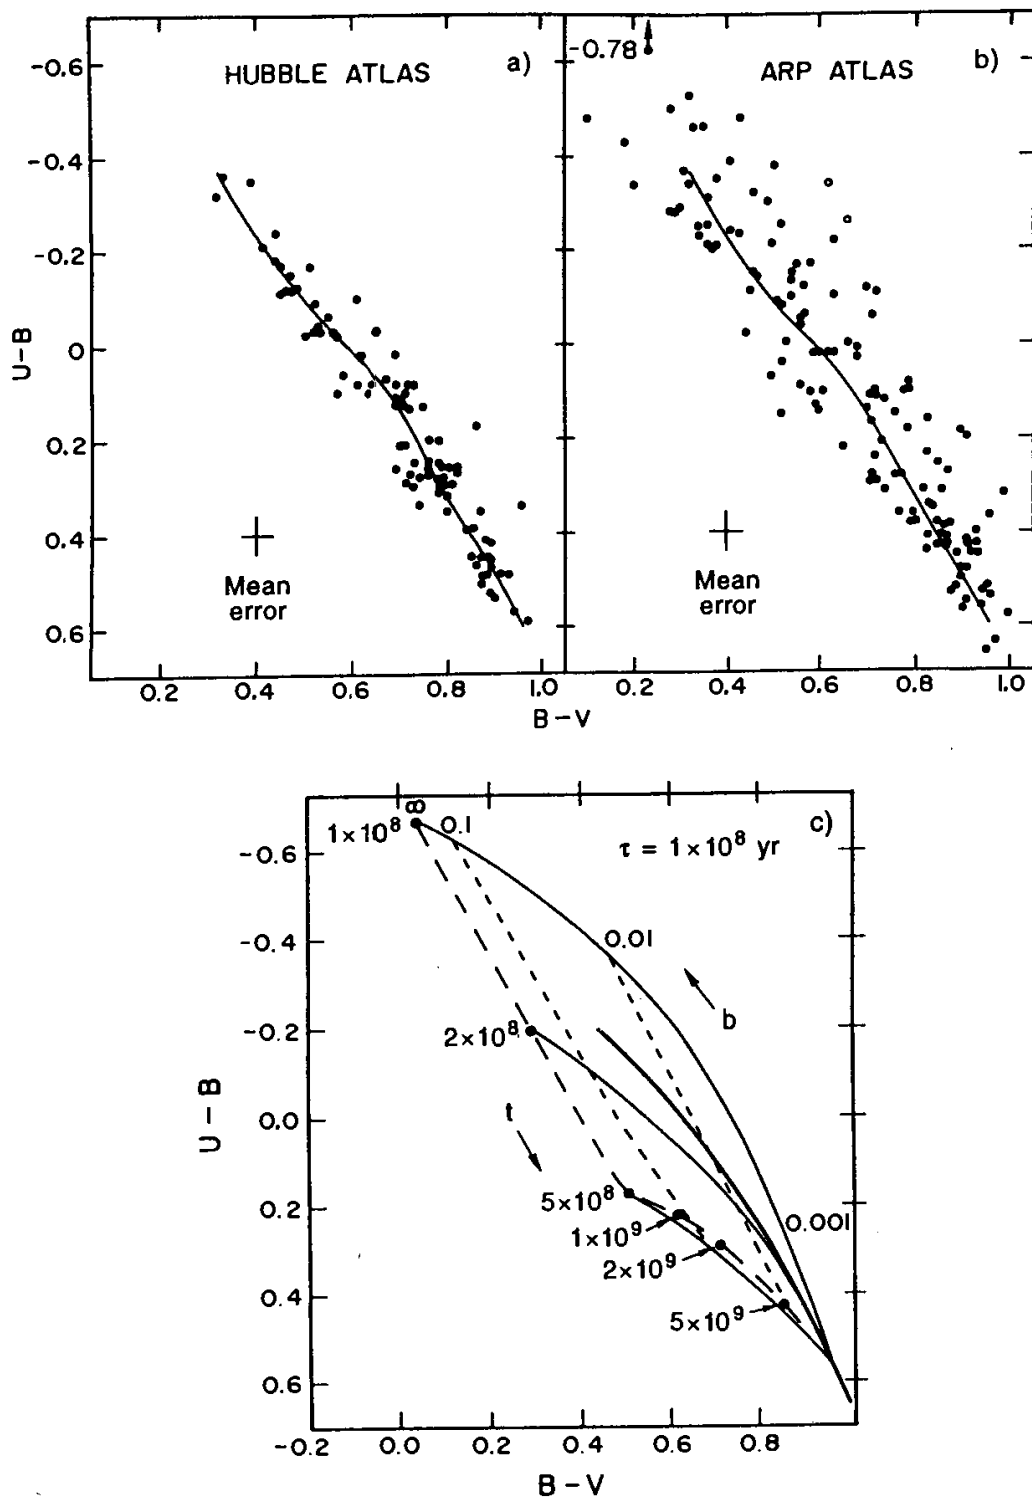 HUBBLE ATLAS
a)
-0.6
-0.4
-0.2
0
0.2
0.4
0.6
U-B
Mean
error
0.2
0.4
0.6
0.8
1.0
-0.78
ARP ATLAS
b)
Mean
error
0.2
0.4
0.6
0.8
1.0
B-V
c)
τ = 1×10⁸ yr
1×10⁸
∞
0.1
0.01
0.001
b
2×10⁸
t
5×10⁸
1×10⁹
2×10⁹
5×10⁹
-0.6
-0.4
-0.2
0.0
0.2
0.4
0.6
U-B
-0.2
0.0
0.2
0.4
0.6
0.8
B-V